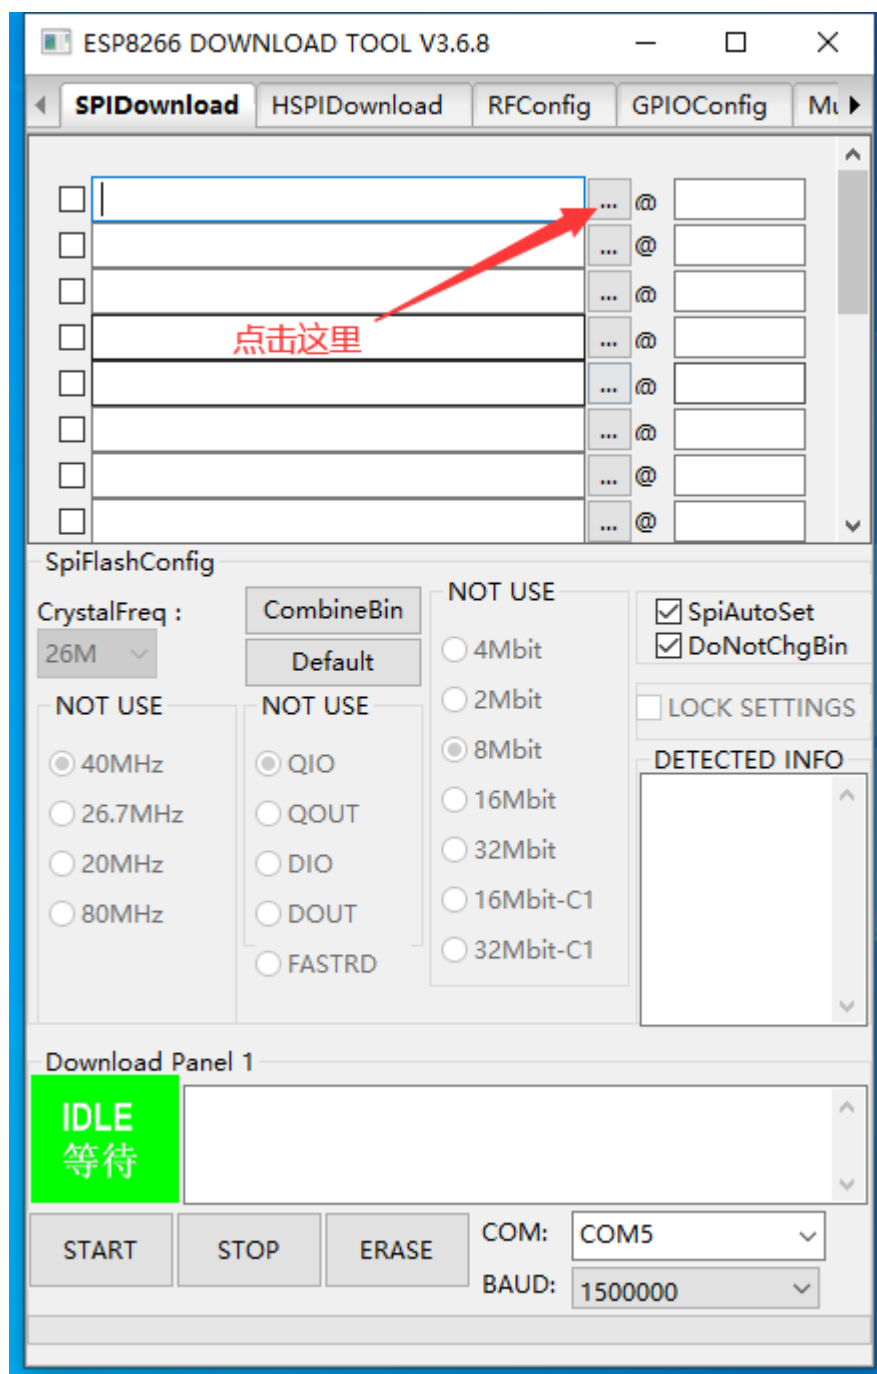 ESP8266 DOWNLOAD TOOL V3.6.8
SPIDownload HSPIDownload RFConfig GPIOConfig
... @
... @
... @
点击这里 ... @
... @
... @
... @
... @
SpiFlashConfig
CrystalFreq :
26M
CombineBin
Default
NOT USE
40MHz
26.7MHz
20MHz
80MHz
NOT USE
QIO
QOUT
DIO
DOUT
FASTRD
NOT USE
4Mbit
2Mbit
8Mbit
16Mbit
32Mbit
16Mbit-C1
32Mbit-C1
SpiAutoSet
DoNotChgBin
LOCK SETTINGS
DETECTED INFO
Download Panel 1
IDLE
等待
START STOP ERASE
COM: COM5
BAUD: 1500000